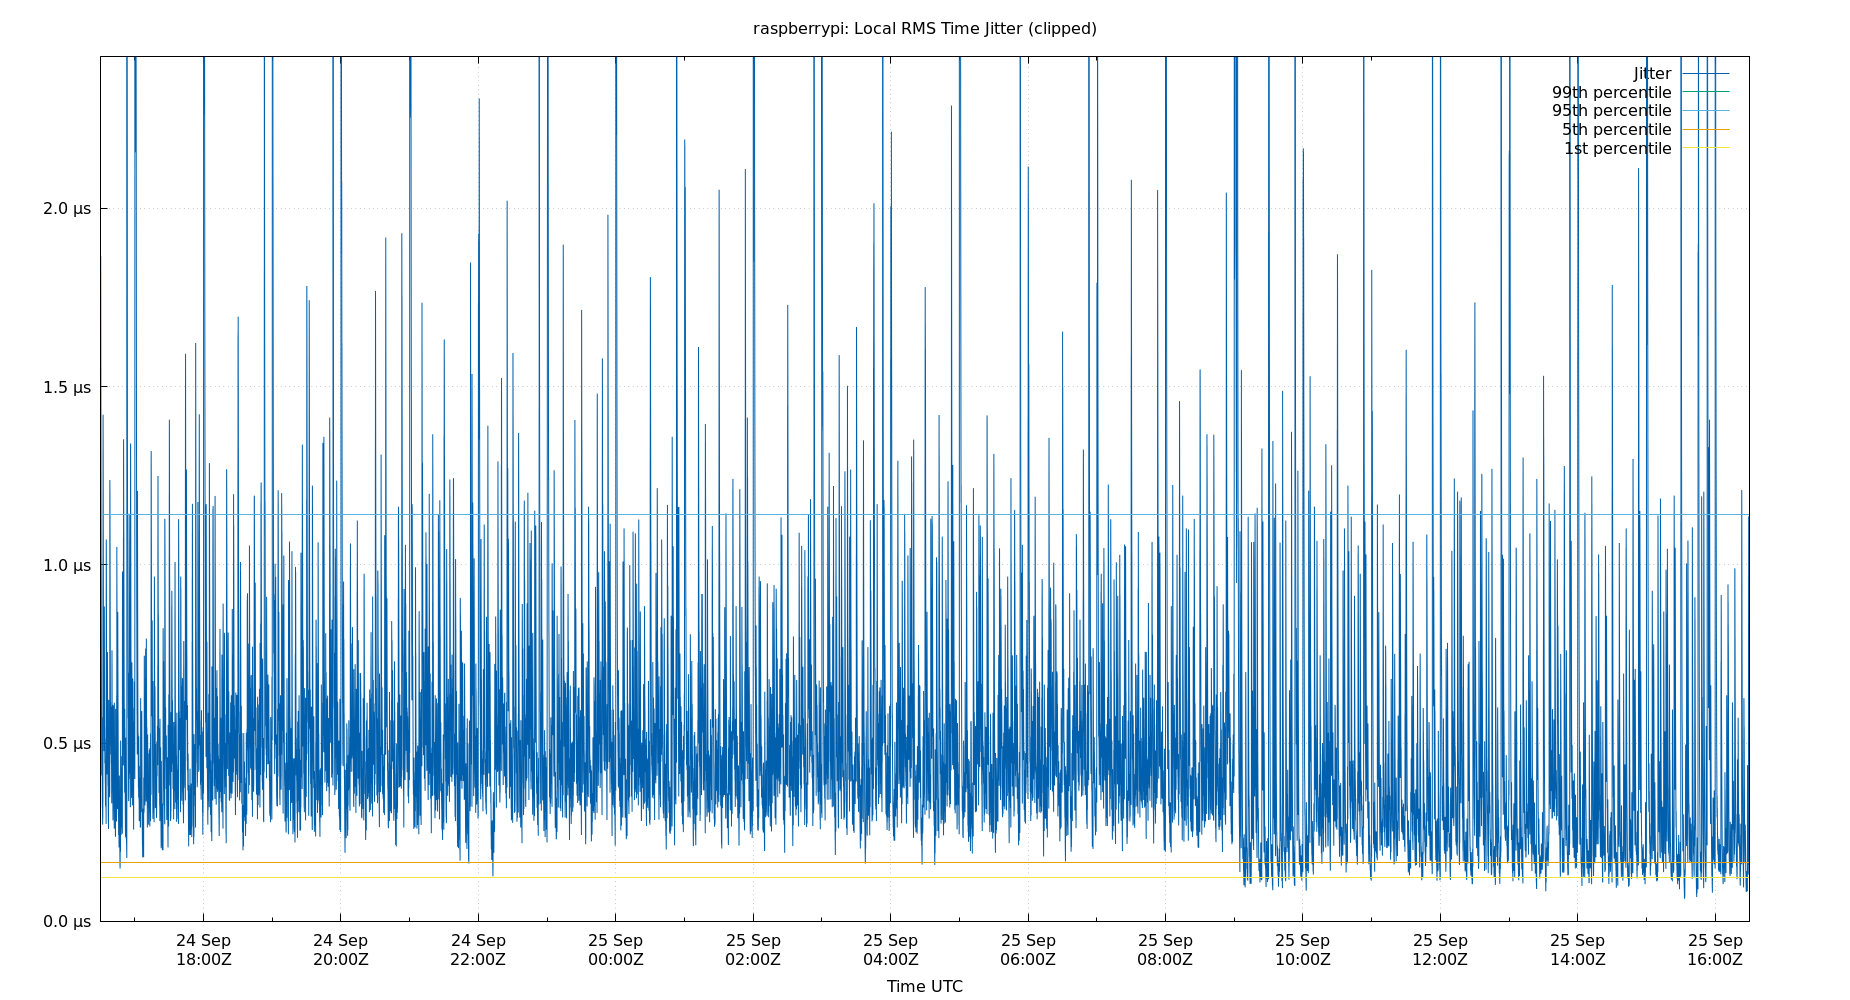 raspberrypi: Local RMS Time Jitter (clipped)
Jitter
99th percentile
95th percentile
5th percentile
1st percentile
2.0 µs
1.5 µs
1.0 µs
0.5 µs
0.0 µs
24 Sep 24 Sep 24 Sep 25 Sep 25 Sep 25 Sep 25 Sep 25 Sep 25 Sep 25 Sep 25 Sep 25 Sep
18:00Z 20:00Z 22:00Z 00:00Z 02:00Z 04:00Z 06:00Z 08:00Z 10:00Z 12:00Z 14:00Z 16:00Z
Time UTC